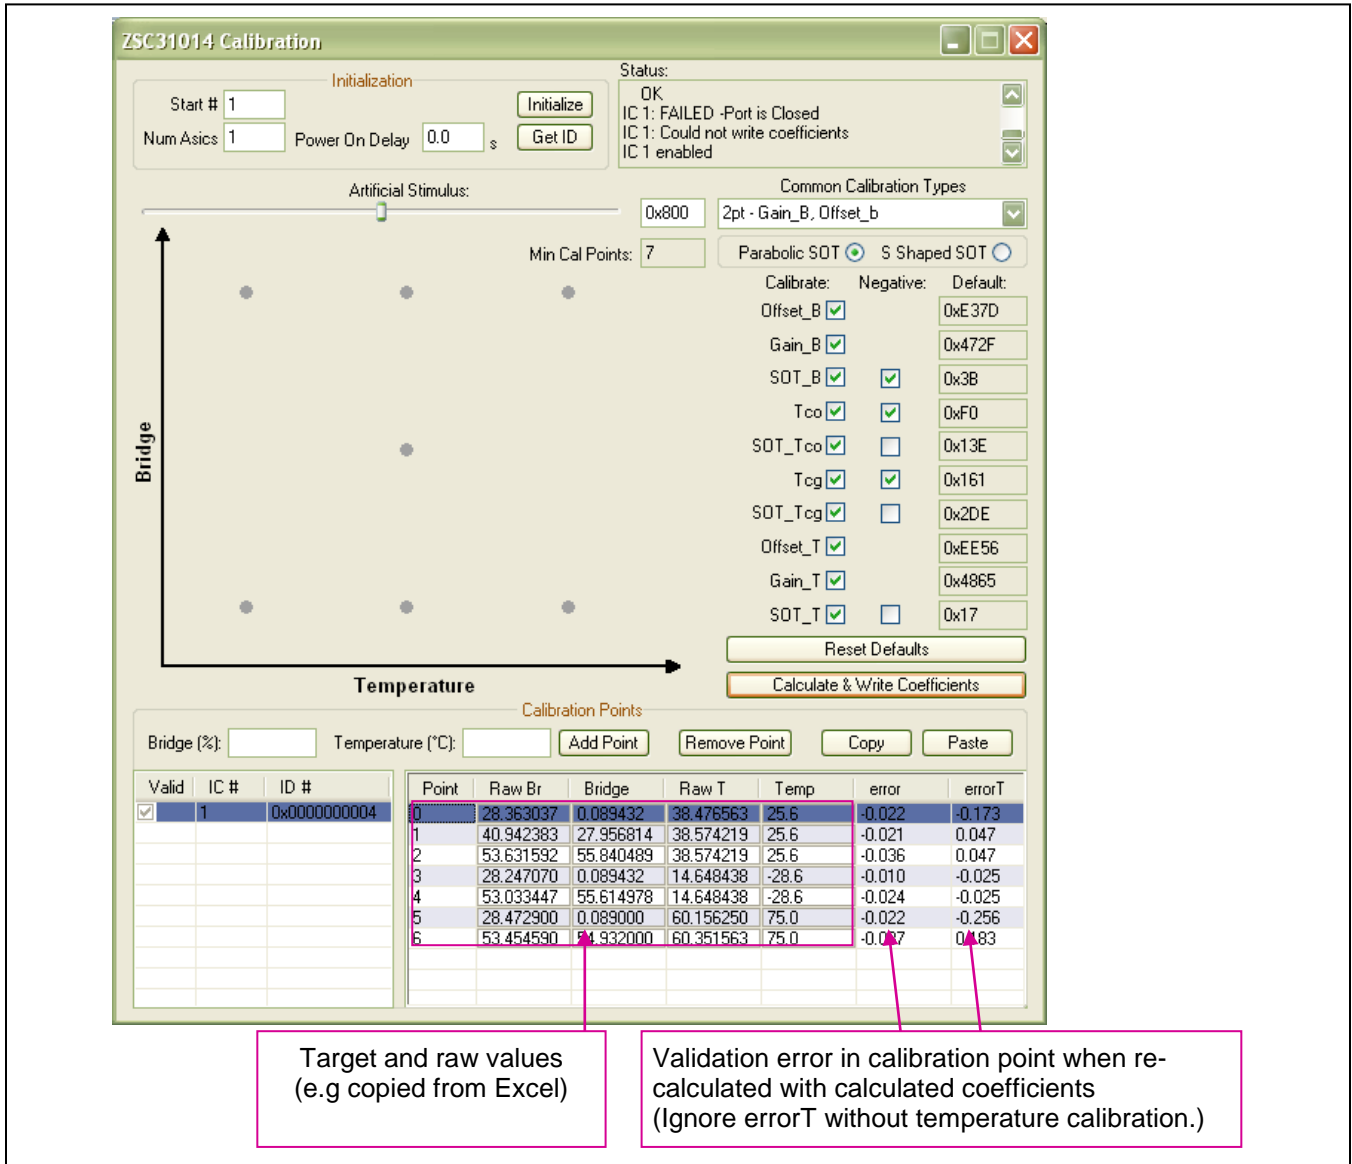 ZSC31014 Calibration
Initialization
Start # 1 Initialize
Num Asics 1 Power On Delay 0.0 s Get ID
Status:
OK
IC 1: FAILED -Port is Closed
IC 1: Could not write coefficients
IC 1 enabled
Artificial Stimulus:
0x800
Common Calibration Types
2pt - Gain_B, Offset_b
Min Cal Points: 7
Parabolic SOT S Shaped SOT
Calibrate: Negative: Default:
Offset_B 0xE37D
Gain_B 0x472F
SOT_B 0x3B
Tco 0xF0
SOT_Tco 0x13E
Tcg 0x161
SOT_Tcg 0x2DE
Offset_T 0xEE56
Gain_T 0x4865
SOT_T 0x17
Bridge
Temperature
Reset Defaults
Calculate & Write Coefficients
Calibration Points
Bridge (%): Temperature (°C): Add Point Remove Point Copy Paste
Valid IC # ID #
1 0x0000000004
Point Raw Br Bridge Raw T Temp error errorT
0 28.363037 0.089432 38.476563 25.6 -0.022 -0.173
1 40.942383 27.956814 38.574219 25.6 -0.021 0.047
2 53.631592 55.840489 38.574219 25.6 -0.036 0.047
3 28.247070 0.089432 14.648438 -28.6 -0.010 -0.025
4 53.033447 55.614978 14.648438 -28.6 -0.024 -0.025
5 28.472900 0.089000 60.156250 75.0 -0.022 -0.256
6 53.454590 54.932000 60.351563 75.0 0.183
Target and raw values
(e.g copied from Excel)
Validation error in calibration point when re-
calculated with calculated coefficients
(Ignore errorT without temperature calibration.)